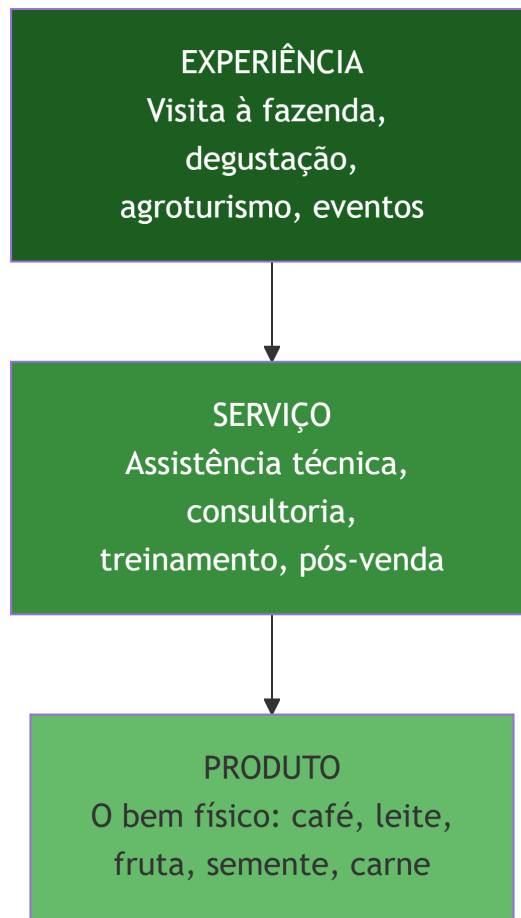 EXPERIÊNCIA
Visita à fazenda,
degustação,
agroturismo, eventos
SERVIÇO
Assistência técnica,
consultoria,
treinamento, pós-venda
PRODUTO
O bem físico: café, leite,
fruta, semente, carne